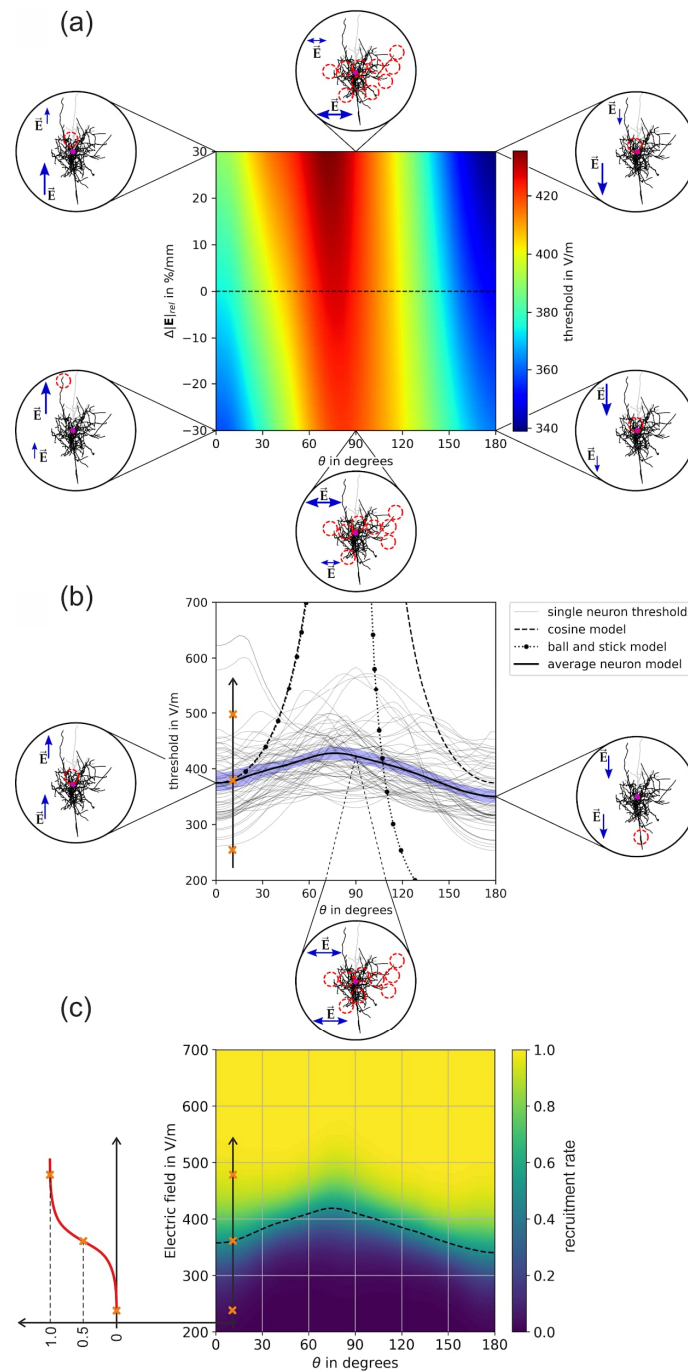 (a)
E
E
E
E
E
E
30
20
10
0
−10
−20
−30
Δ|E|rel in %/mm
0
30
60
90
120
150
180
θ in degrees
420
400
380
360
340
threshold in V/m
E
E
E
E
E
E
(b)
700
600
500
400
300
200
threshold in V/m
0
30
60
90
120
150
180
θ in degrees
single neuron threshold
cosine model
ball and stick model
average neuron model
E
E
E
E
E
E
(c)
700
600
500
400
300
200
Electric field in V/m
0
30
60
90
120
150
180
θ in degrees
1.0
0.8
0.6
0.4
0.2
0.0
recruitment rate
1.0
0.5
0